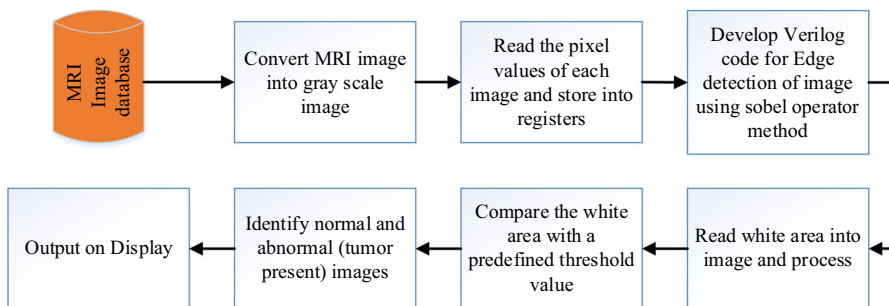 MRI
Image
database
Convert MRI image
into gray scale
image
Read the pixel
values of each
image and store into
registers
Develop Verilog
code for Edge
detection of image
using sobel operator
method
Output on Display
Identify normal and
abnormal (tumor
present) images
Compare the white
area with a
predefined threshold
value
Read white area into
image and process